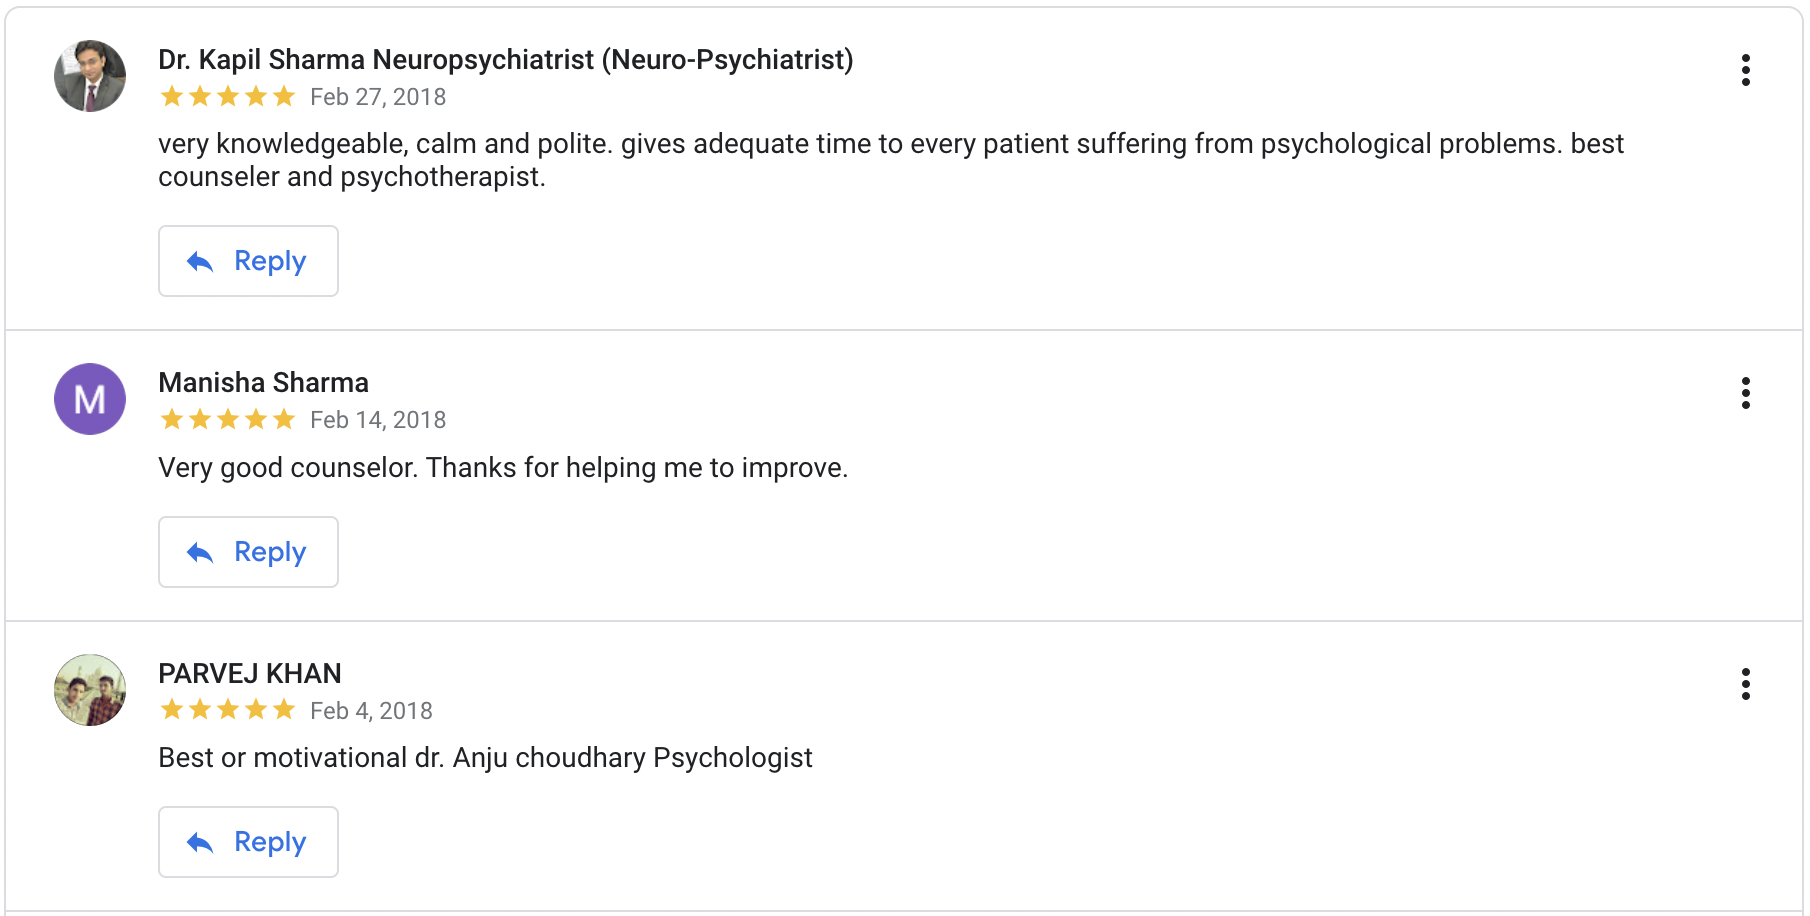 Dr. Kapil Sharma Neuropsychiatrist (Neuro-Psychiatrist)
Feb 27, 2018
very knowledgeable, calm and polite. gives adequate time to every patient suffering from psychological problems. best
counseler and psychotherapist.
Reply
M
Manisha Sharma
Feb 14, 2018
Very good counselor. Thanks for helping me to improve.
Reply
PARVEJ KHAN
Feb 4, 2018
Best or motivational dr. Anju choudhary Psychologist
Reply